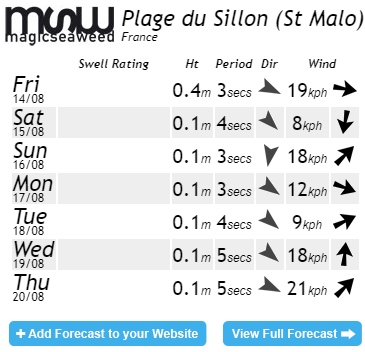 msw Plage du Sillon (St Malo)
magicseaweed France
Swell Rating Ht Period Dir Wind
Fri 0.4m 3secs 19kph
14/08
Sat 0.1m 4secs 8kph
15/08
Sun 0.1m 3secs 18kph
16/08
Mon 0.1m 3secs 12kph
17/08
Tue 0.1m 4secs 9kph
18/08
Wed 0.1m 5secs 18kph
19/08
Thu 0.1m 5secs 21kph
20/08
+ Add Forecast to your Website View Full Forecast